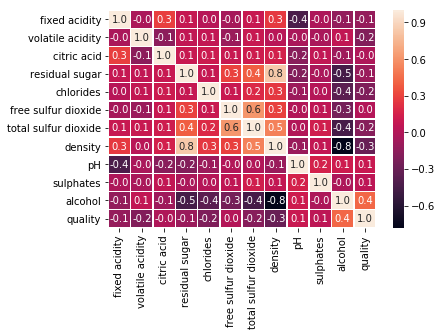 fixed acidity 1.0 -0.0 0.3 0.1 0.0 -0.0 0.1 0.3 -0.4 -0.0 -0.1 -0.1
volatile acidity -0.0 1.0 -0.1 0.1 0.1 -0.1 0.1 0.0 -0.0 -0.0 0.1 -0.2
citric acid 0.3 -0.1 1.0 0.1 0.1 0.1 0.1 0.1 -0.2 0.1 -0.1 -0.0
residual sugar 0.1 0.1 0.1 1.0 0.1 0.3 0.4 0.8 -0.2 -0.0 -0.5 -0.1
chlorides 0.0 0.1 0.1 0.1 1.0 0.1 0.2 0.3 -0.1 0.0 -0.4 -0.2
free sulfur dioxide -0.0 -0.1 0.1 0.3 0.1 1.0 0.6 0.3 -0.0 0.1 -0.3 0.0
total sulfur dioxide 0.1 0.1 0.1 0.4 0.2 0.6 1.0 0.5 0.0 0.1 -0.4 -0.2
density 0.3 0.0 0.1 0.8 0.3 0.3 0.5 1.0 -0.1 0.1 -0.8 -0.3
pH -0.4 -0.0 -0.2 -0.2 -0.1 -0.0 0.0 -0.1 1.0 0.2 0.1 0.1
sulphates -0.0 -0.0 0.1 -0.0 0.0 0.1 0.1 0.1 0.2 1.0 -0.0 0.1
alcohol -0.1 0.1 -0.1 -0.5 -0.4 -0.3 -0.4 -0.8 0.1 -0.0 1.0 0.4
quality -0.1 -0.2 -0.0 -0.1 -0.2 0.0 -0.2 -0.3 0.1 0.1 0.4 1.0
fixed acidity
volatile acidity
citric acid
residual sugar
chlorides
free sulfur dioxide
total sulfur dioxide
density
pH
sulphates
alcohol
quality
0.9
0.6
0.3
0.0
−0.3
−0.6